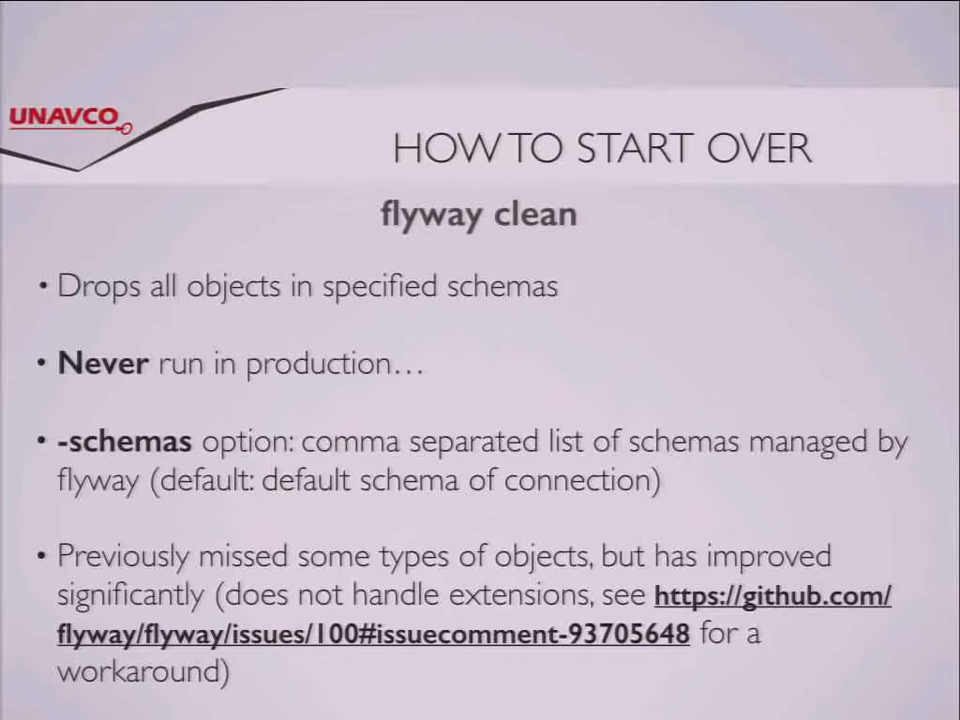 UNAVCO
HOW TO START OVER
flyway clean
• Drops all objects in specified schemas
• Never run in production…
• -schemas option: comma separated list of schemas managed by
flyway (default: default schema of connection)
• Previously missed some types of objects, but has improved
significantly (does not handle extensions, see https://github.com/
flyway/flyway/issues/100#issuecomment-93705648 for a
workaround)